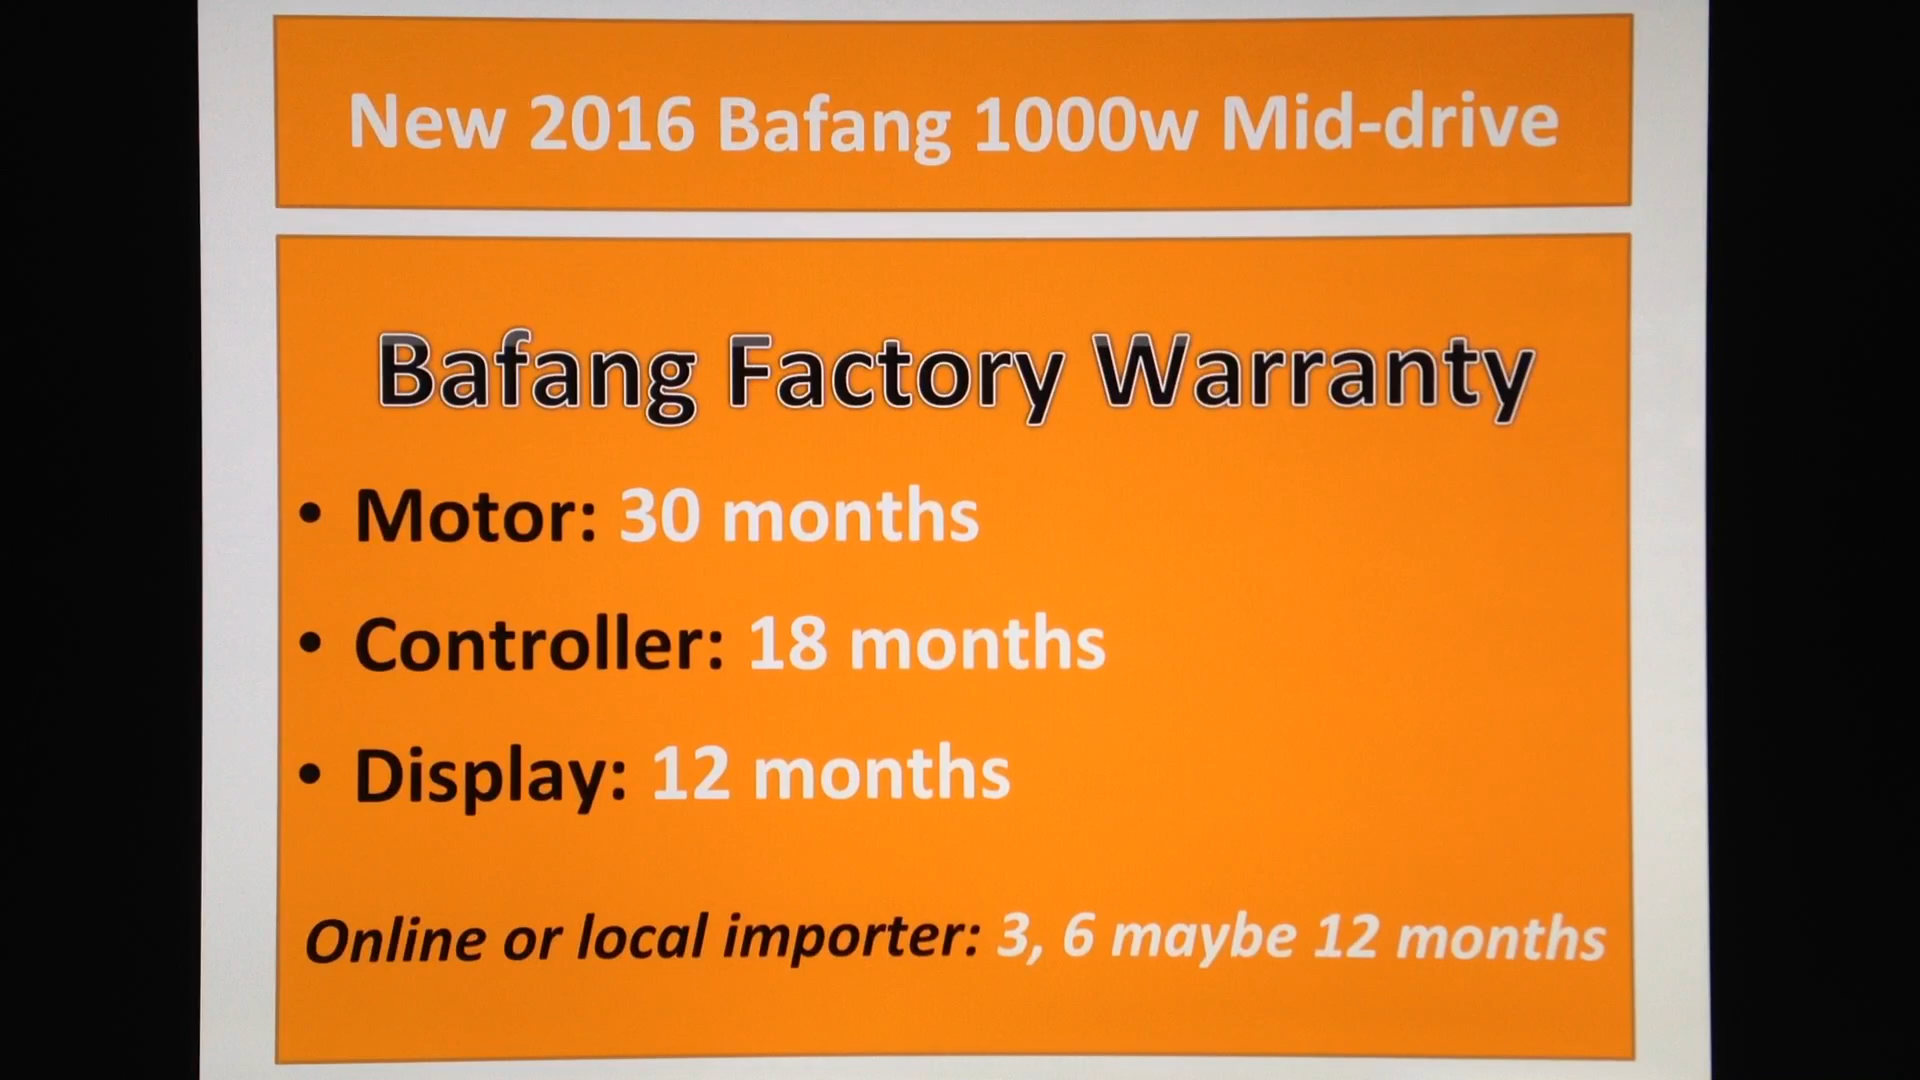 New 2016 Bafang 1000w Mid-drive
Bafang Factory Warranty
• Motor: 30 months
• Controller: 18 months
• Display: 12 months
Online or local importer: 3, 6 maybe 12 months